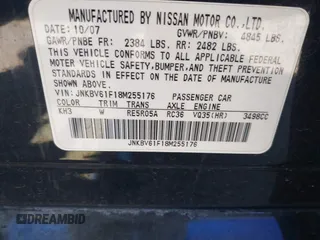 MANUFACTURED BY NISSAN MOTOR CO.,LTD.
DATE: 10/07 GVWR/PNBV: 4845 LBS.
GAWR/PNBE FR: 2384 LBS. RR: 2482 LBS.
THIS VEHICLE CONFORMS TO ALL APPLICABLE
FEDERAL MOTOR VEHICLE
SAFETY, BUMPER, AND THEFT PREVENTION
STANDARDS IN EFFECT ON THE DATE OF
MANUFACTURE SHOWN ABOVE.
VIN: JNKBV61F18M255176 PASSENGER CAR
COLOR TRIM TRANS AXLE ENGINE
KH3 W RE5R05A RC36 VQ35(HR) 3498CC
JNKBV61F18M255176
DREAMBID